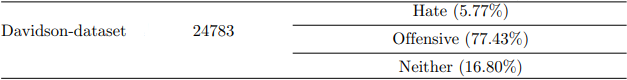 Hate (5.77%)
Davidson-dataset 24783 Offensive (77.43%)
Neither (16.80%)